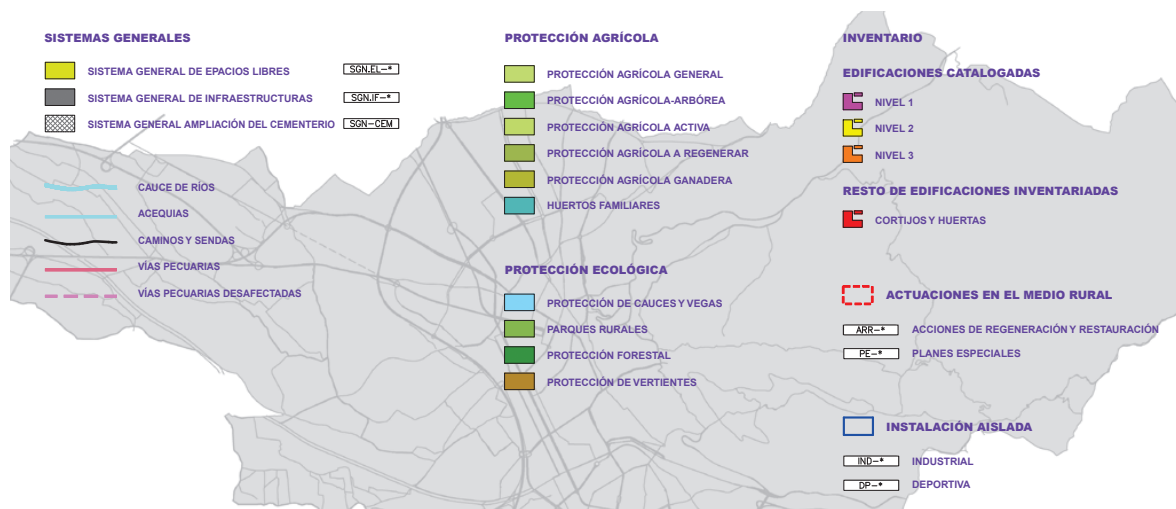 SISTEMAS GENERALES
SISTEMA GENERAL DE EPACIOS LIBRES SGN.EL-*
SISTEMA GENERAL DE INFRAESTRUCTURAS SGN.IF-*
SISTEMA GENERAL AMPLIACIÓN DEL CEMENTERIO SGN-CEM
CAUCE DE RÍOS
ACEQUIAS
CAMINOS Y SENDAS
VÍAS PECUARIAS
VÍAS PECUARIAS DESAFECTADAS
PROTECCIÓN AGRÍCOLA
PROTECCIÓN AGRÍCOLA GENERAL
PROTECCIÓN AGRÍCOLA-ARBÓREA
PROTECCIÓN AGRÍCOLA ACTIVA
PROTECCIÓN AGRÍCOLA A REGENERAR
PROTECCIÓN AGRÍCOLA GANADERA
HUERTOS FAMILIARES
PROTECCIÓN ECOLÓGICA
PROTECCIÓN DE CAUCES Y VEGAS
PARQUES RURALES
PROTECCIÓN FORESTAL
PROTECCIÓN DE VERTIENTES
INVENTARIO
EDIFICACIONES CATALOGADAS
NIVEL 1
NIVEL 2
NIVEL 3
RESTO DE EDIFICACIONES INVENTARIADAS
CORTIJOS Y HUERTAS
ACTUACIONES EN EL MEDIO RURAL
ARR-* ACCIONES DE REGENERACIÓN Y RESTAURACIÓN
PE-* PLANES ESPECIALES
INSTALACIÓN AISLADA
IND-* INDUSTRIAL
DP-* DEPORTIVA